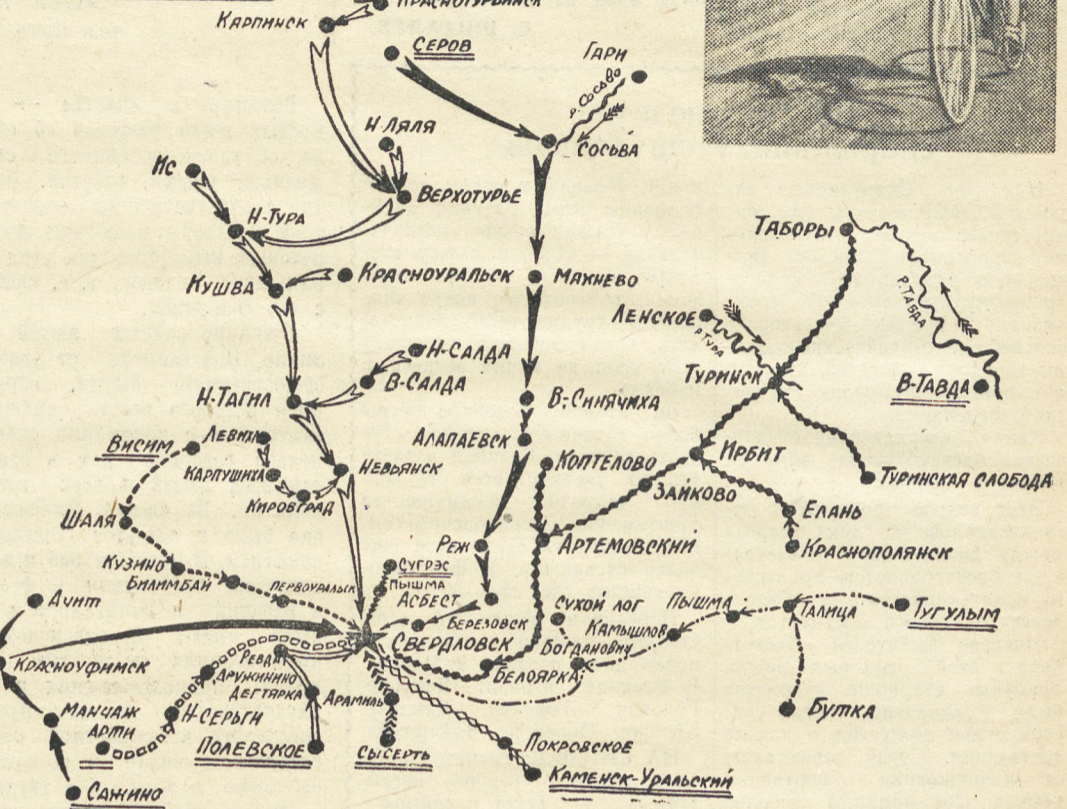 КРАСНОТУРЬИНСК
КАРПИНСК
СЕРОВ
ГАРИ
р. СОСЬВА
Н-ЛЯЛЯ
СОСЬВА
ИС
ВЕРХОТУРЬЕ
Н-ТУРА
ТАБОРЫ
КУШВА
КРАСНОУРАЛЬСК
МАХНЕВО
р. ТАВДА
ЛЕНСКОЕ
р. ТУРА
Н-САЛДА
В-САЛДА
ТУРИНСК
В-ТАВДА
Н-ТАГИЛ
В-СИНЯЧИХА
ВИСИМ
ЛЕВИХА
АЛАПАЕВСК
КАРПУШИХА
НЕВЬЯНСК
КОПТЕЛОВО
ИРБИТ
ТУРИНСКАЯ СЛОБОДА
КИРОВГРАД
ЗАЙКОВО
ШАЛЯ
ЕЛАНЬ
РЕЖ
АРТЕМОВСКИЙ
КРАСНОПОЛЯНСК
КУЗИНО
БИЛИМБАЙ
СУГРЭС
ПЫШМА
ПЕРВОУРАЛЬСК
АСБЕСТ
АЧИТ
СУХОЙ ЛОГ
ПЫШМА
ТАЛИЦА
ТУГУЛЫМ
БЕРЕЗОВСК
КАМЫШЛОВ
СВЕРДЛОВСК
БОГДАНОВИЧ
КРАСНОУФИМСК
РЕВДА
ДРУЖИНИНО
БЕЛОЯРКА
ДЕГТЯРКА
АРАМИЛЬ
БУТКА
МАНЧАЖ
Н-СЕРЬГИ
АРТИ
ПОЛЕВСКОЕ
СЫСЕРТЬ
ПОКРОВСКОЕ
КАМЕНСК-УРАЛЬСКИЙ
САЖИНО